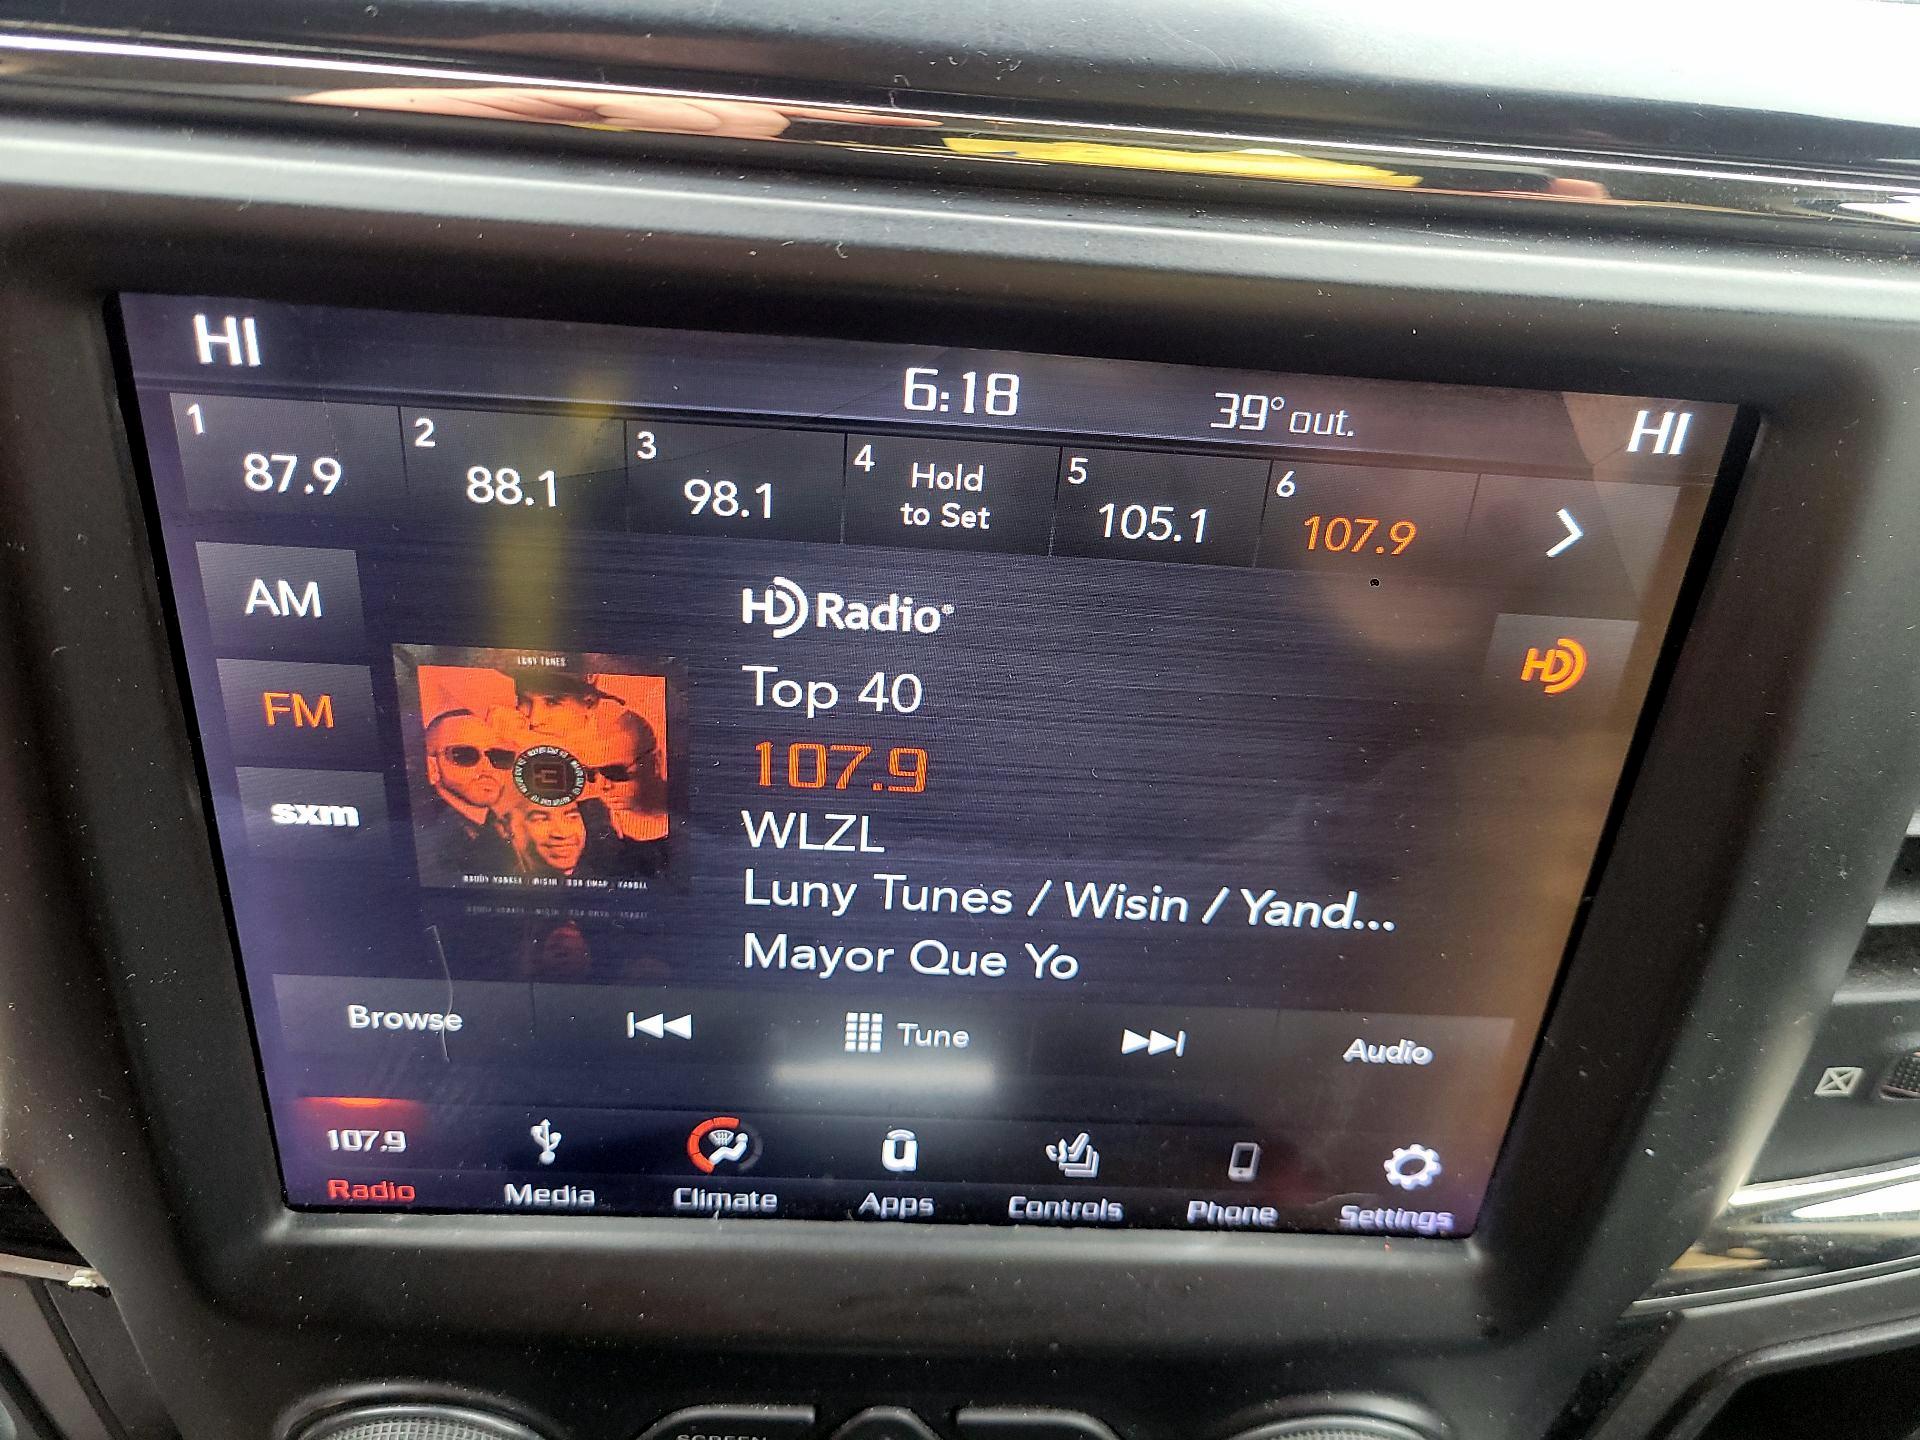 HI
6:18
39° out.
HI
1 87.9
2 88.1
3 98.1
4 Hold to Set
5 105.1
6 107.9
AM
FM
sxm
LUNY TUNES
HD Radio®
HD
Top 40
107.9
WLZL
Luny Tunes / Wisin / Yand...
Mayor Que Yo
Browse
Tune
Audio
107.9
Radio
Media
Climate
Apps
Controls
Phone
Settings
SCREEN